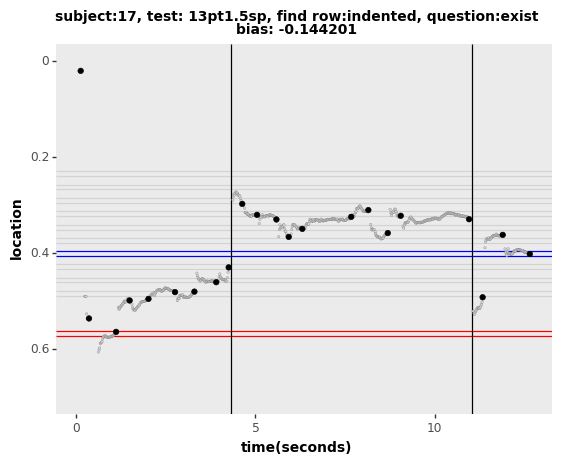 subject:17, test: 13pt1.5sp, find row:indented, question:exist
bias: -0.144201
0
0.2
0.4
0.6
location
0
5
10
time(seconds)